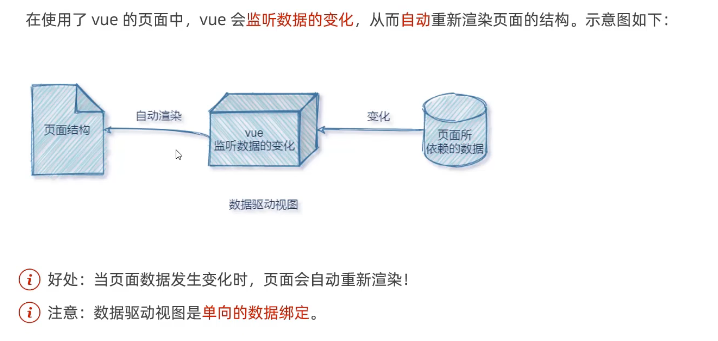 在使用了 vue 的页面中，vue 会监听数据的变化，从而自动重新渲染页面的结构。示意图如下：
页面结构
自动渲染
vue
监听数据的变化
变化
页面所
依赖的数据
数据驱动视图
好处：当页面数据发生变化时，页面会自动重新渲染！
注意：数据驱动视图是单向的数据绑定。